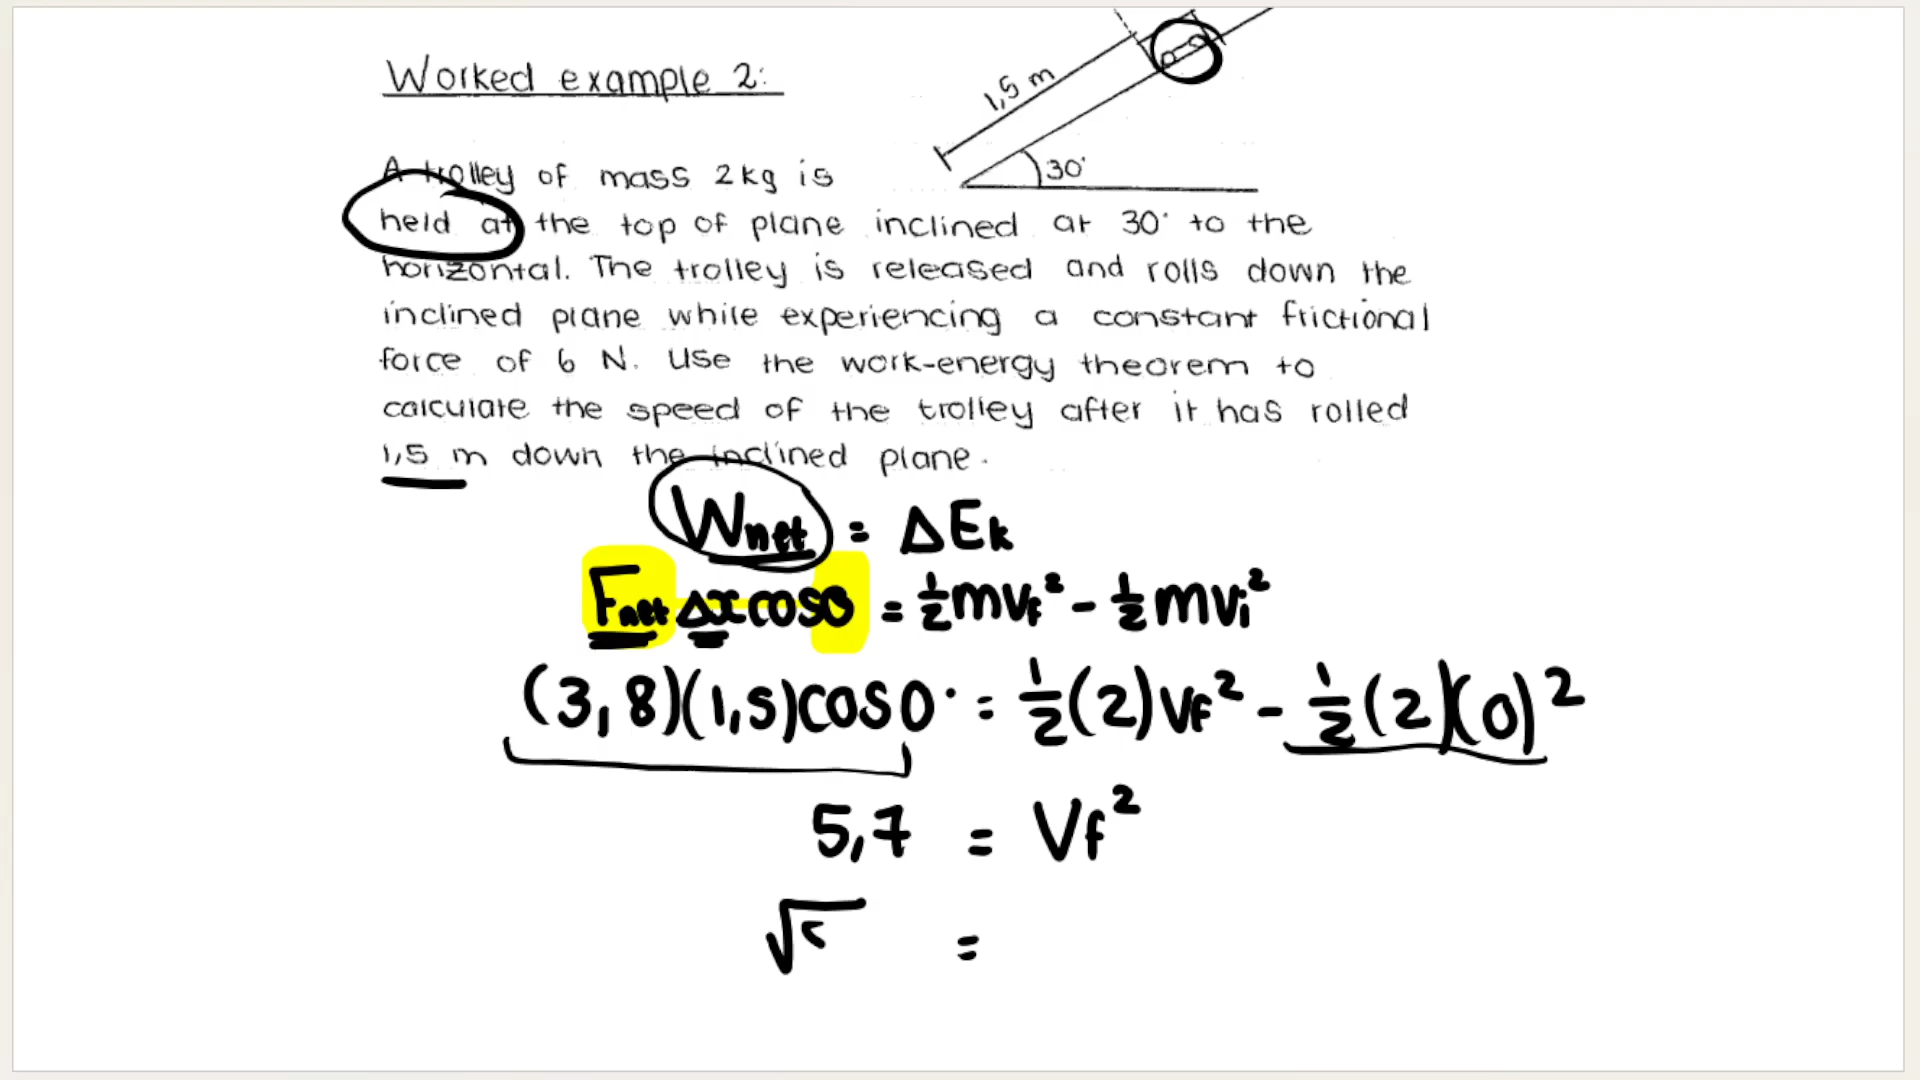 Worked example 2:
1,5 m
30°
A trolley of mass 2kg is
held at the top of plane inclined at 30° to the
horizontal. The trolley is released and rolls down the
inclined plane while experiencing a constant frictional
force of 6 N. Use the work-energy theorem to
calculate the speed of the trolley after it has rolled
1,5 m down the inclined plane.
Wnet = ΔEk
Fnet Δx cosθ = ½mVf² - ½mVi²
(3,8)(1,5)cos0° = ½(2)Vf² - ½(2)(0)²
5,7 = Vf²
√5 =